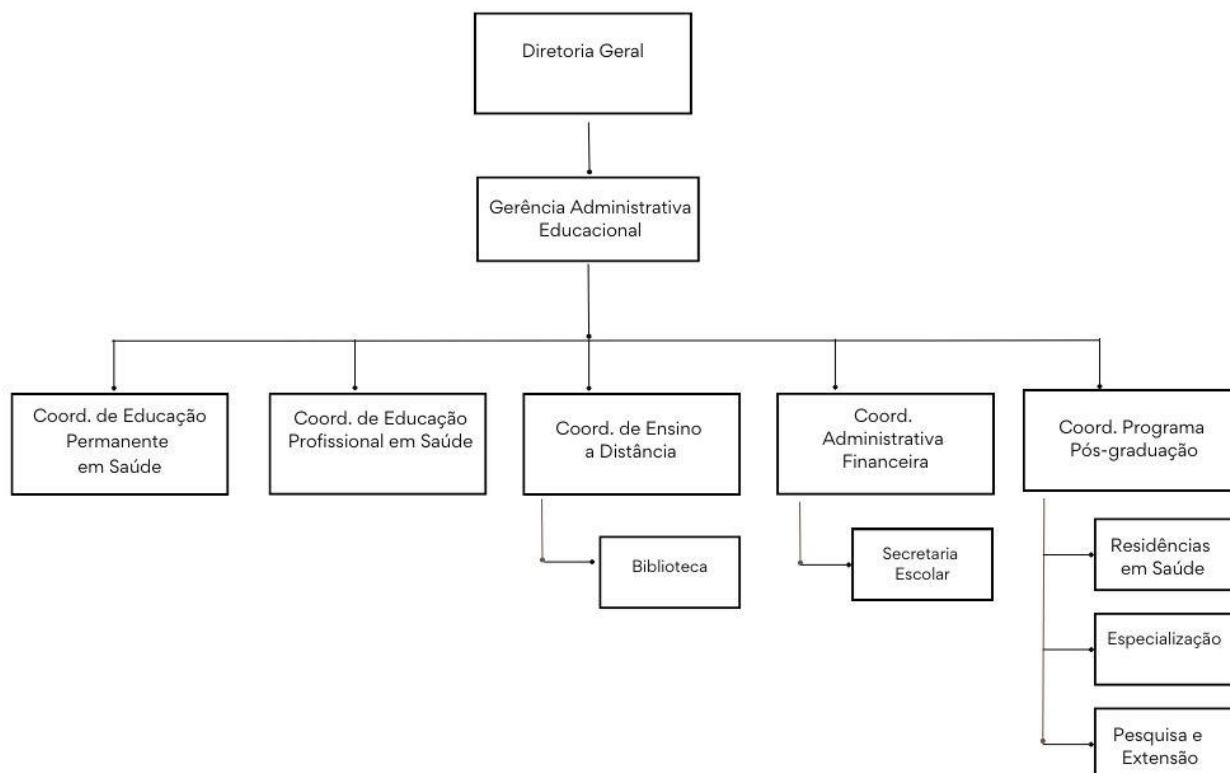 Diretoria Geral
Gerência Administrativa
Educacional
Coord. de Educação
Permanente
em Saúde
Coord. de Educação
Profissional em Saúde
Coord. de Ensino
a Distância
Coord.
Administrativa
Financeira
Coord. Programa
Pós-graduação
Biblioteca
Secretaria
Escolar
Residências
em Saúde
Especialização
Pesquisa e
Extensão